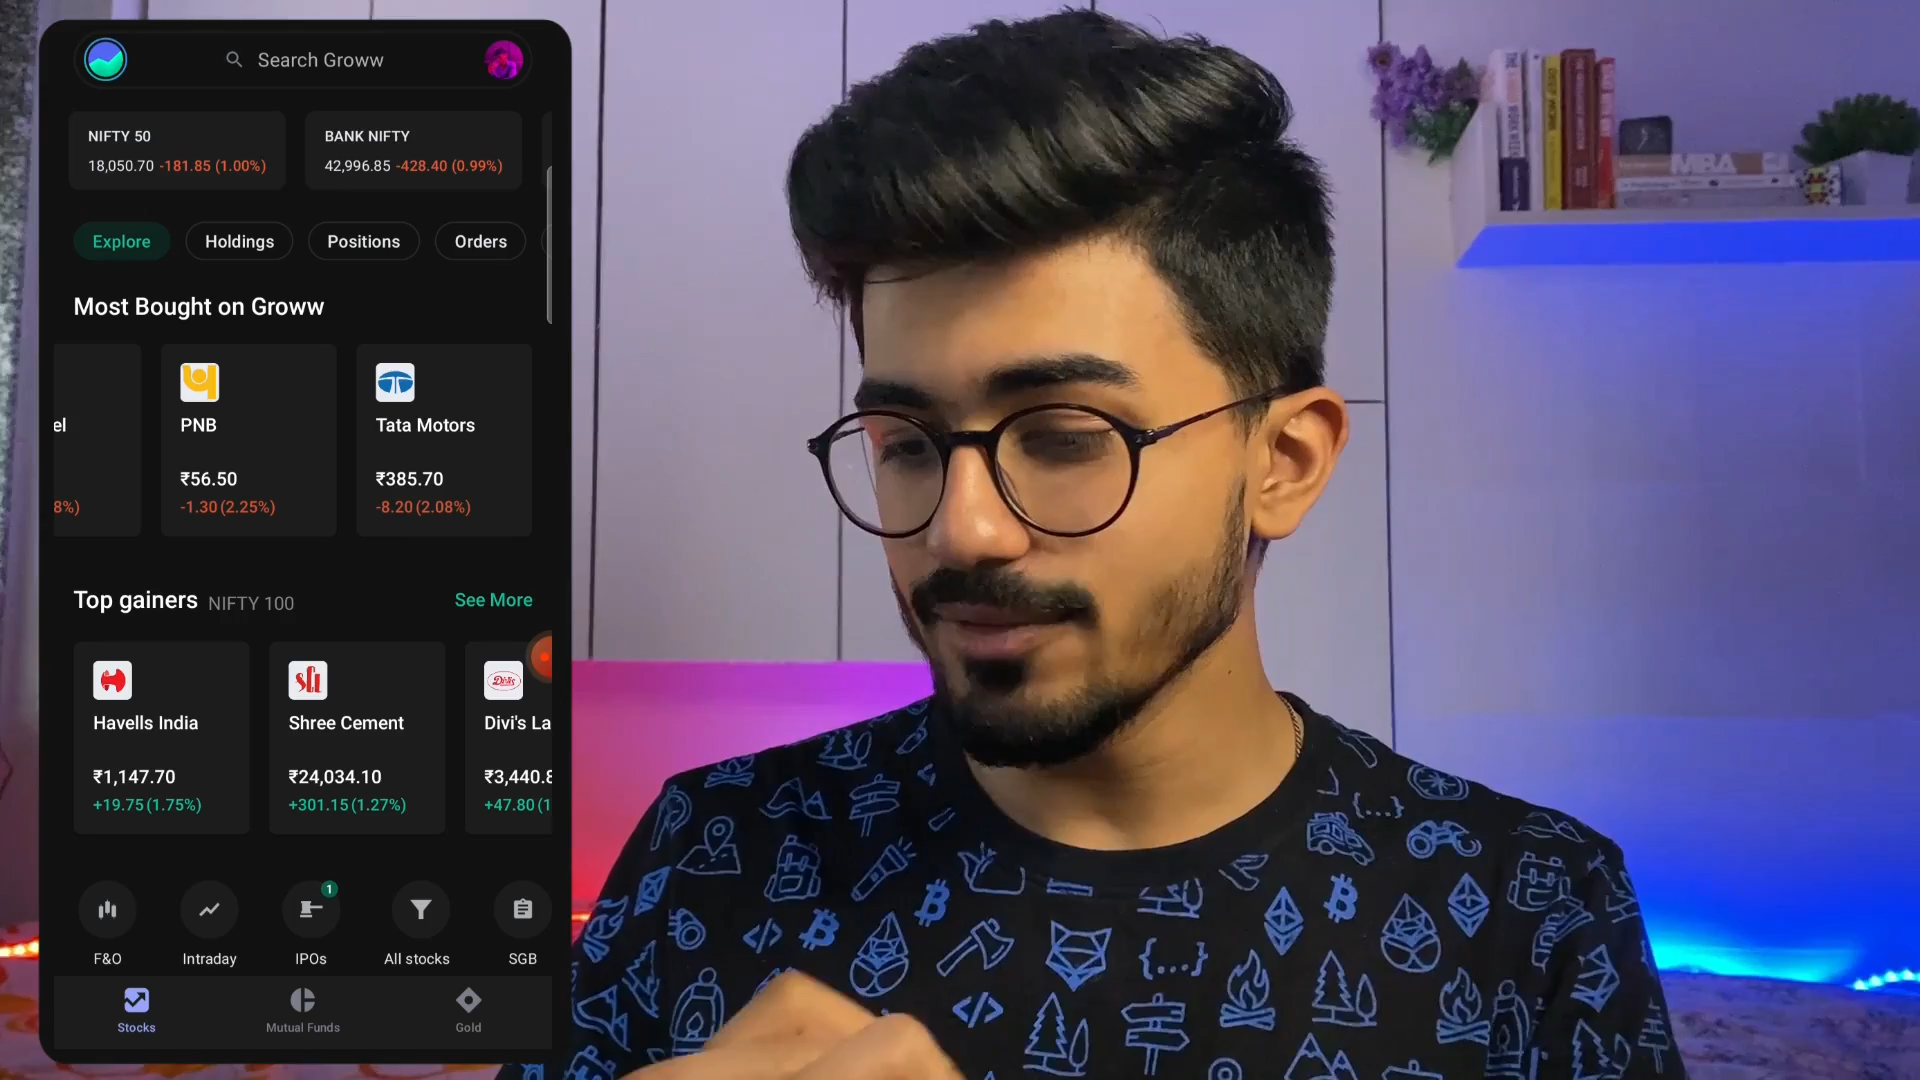 Search Groww
NIFTY 50
18,050.70 -181.85 (1.00%)
BANK NIFTY
42,996.85 -428.40 (0.99%)
Explore
Holdings
Positions
Orders
Most Bought on Groww
el
8%)
PNB
₹56.50
-1.30 (2.25%)
Tata Motors
₹385.70
-8.20 (2.08%)
Top gainers NIFTY 100
See More
Havells India
₹1,147.70
+19.75 (1.75%)
Shree Cement
₹24,034.10
+301.15 (1.27%)
Divi's La
₹3,440.8
+47.80 (1
1
F&O
Intraday
IPOs
All stocks
SGB
Stocks
Mutual Funds
Gold
MBA